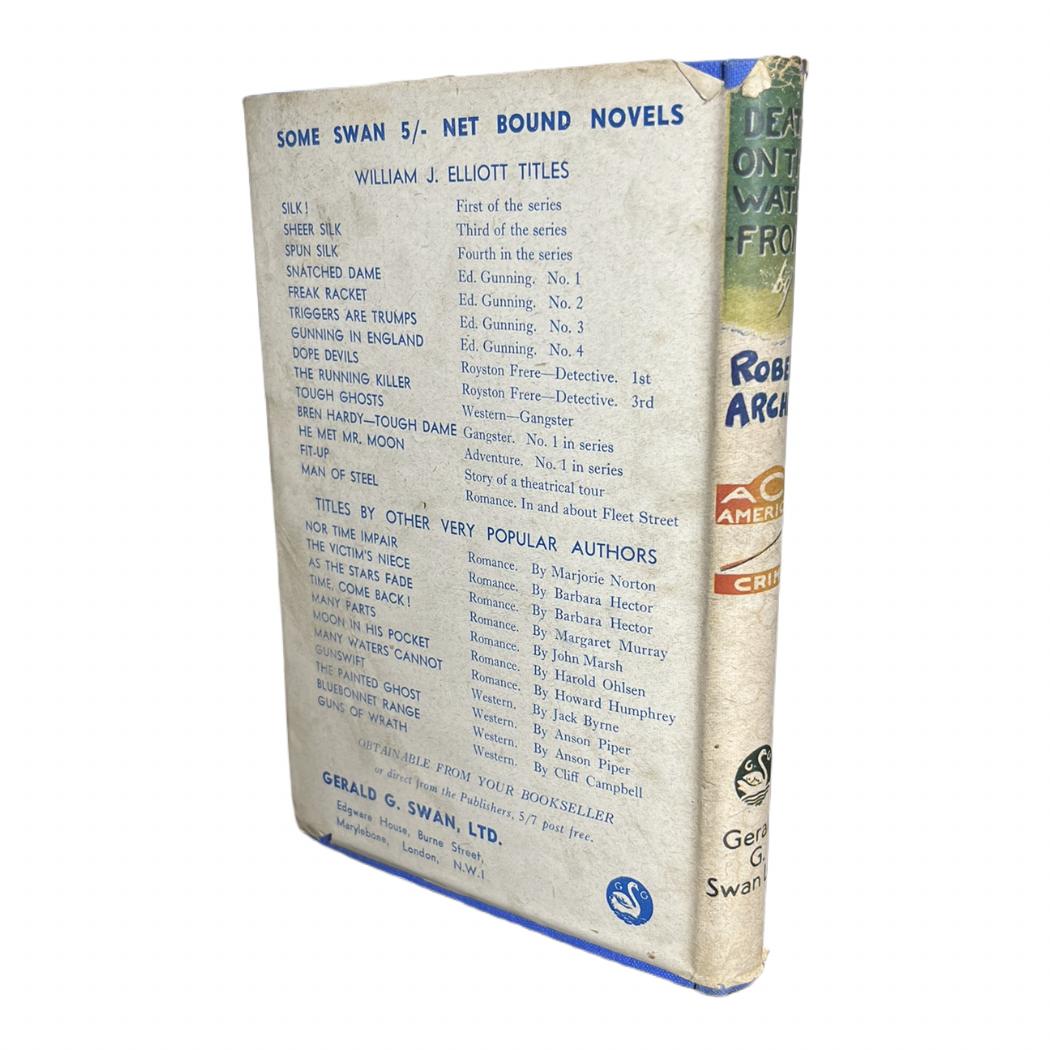 SOME SWAN 5/- NET BOUND NOVELS
WILLIAM J. ELLIOTT TITLES
SILK! First of the series
SHEER SILK Third of the series
SPUN SILK Fourth in the series
SNATCHED DAME Ed. Gunning. No. 1
FREAK RACKET Ed. Gunning. No. 2
TRIGGERS ARE TRUMPS Ed. Gunning. No. 3
GUNNING IN ENGLAND Ed. Gunning. No. 4
DOPE DEVILS Royston Frere—Detective. 1st
THE RUNNING KILLER Royston Frere—Detective. 3rd
TOUGH GHOSTS Western—Gangster
BREN HARDY—TOUGH DAME Gangster. No. 1 in series
HE MET MR. MOON Adventure. No. 1 in series
FIT-UP Story of a theatrical tour
MAN OF STEEL Romance. In and about Fleet Street
TITLES BY OTHER VERY POPULAR AUTHORS
NOR TIME IMPAIR Romance. By Marjorie Norton
THE VICTIM'S NIECE Romance. By Barbara Hector
AS THE STARS FADE Romance. By Barbara Hector
TIME, COME BACK! Romance. By Margaret Murray
MANY PARTS Romance. By John Marsh
MOON IN HIS POCKET Romance. By Harold Ohlsen
MANY WATERS CANNOT Romance. By Howard Humphrey
GUNSWIFT Western. By Jack Byrne
THE PAINTED GHOST Western. By Anson Piper
BLUEBONNET RANGE Western. By Anson Piper
GUNS OF WRATH Western. By Cliff Campbell
OBTAINABLE FROM YOUR BOOKSELLER
or direct from the Publishers, 5/7 post free.
GERALD G. SWAN, LTD.
Edgware House, Burne Street,
Marylebone, London, N.W.1
G G
DEAT
ON T
WAT
-FRO
by
ROBE
ARCH
A C
AMERIC
CRIM
G
Gera
G.
Swan L